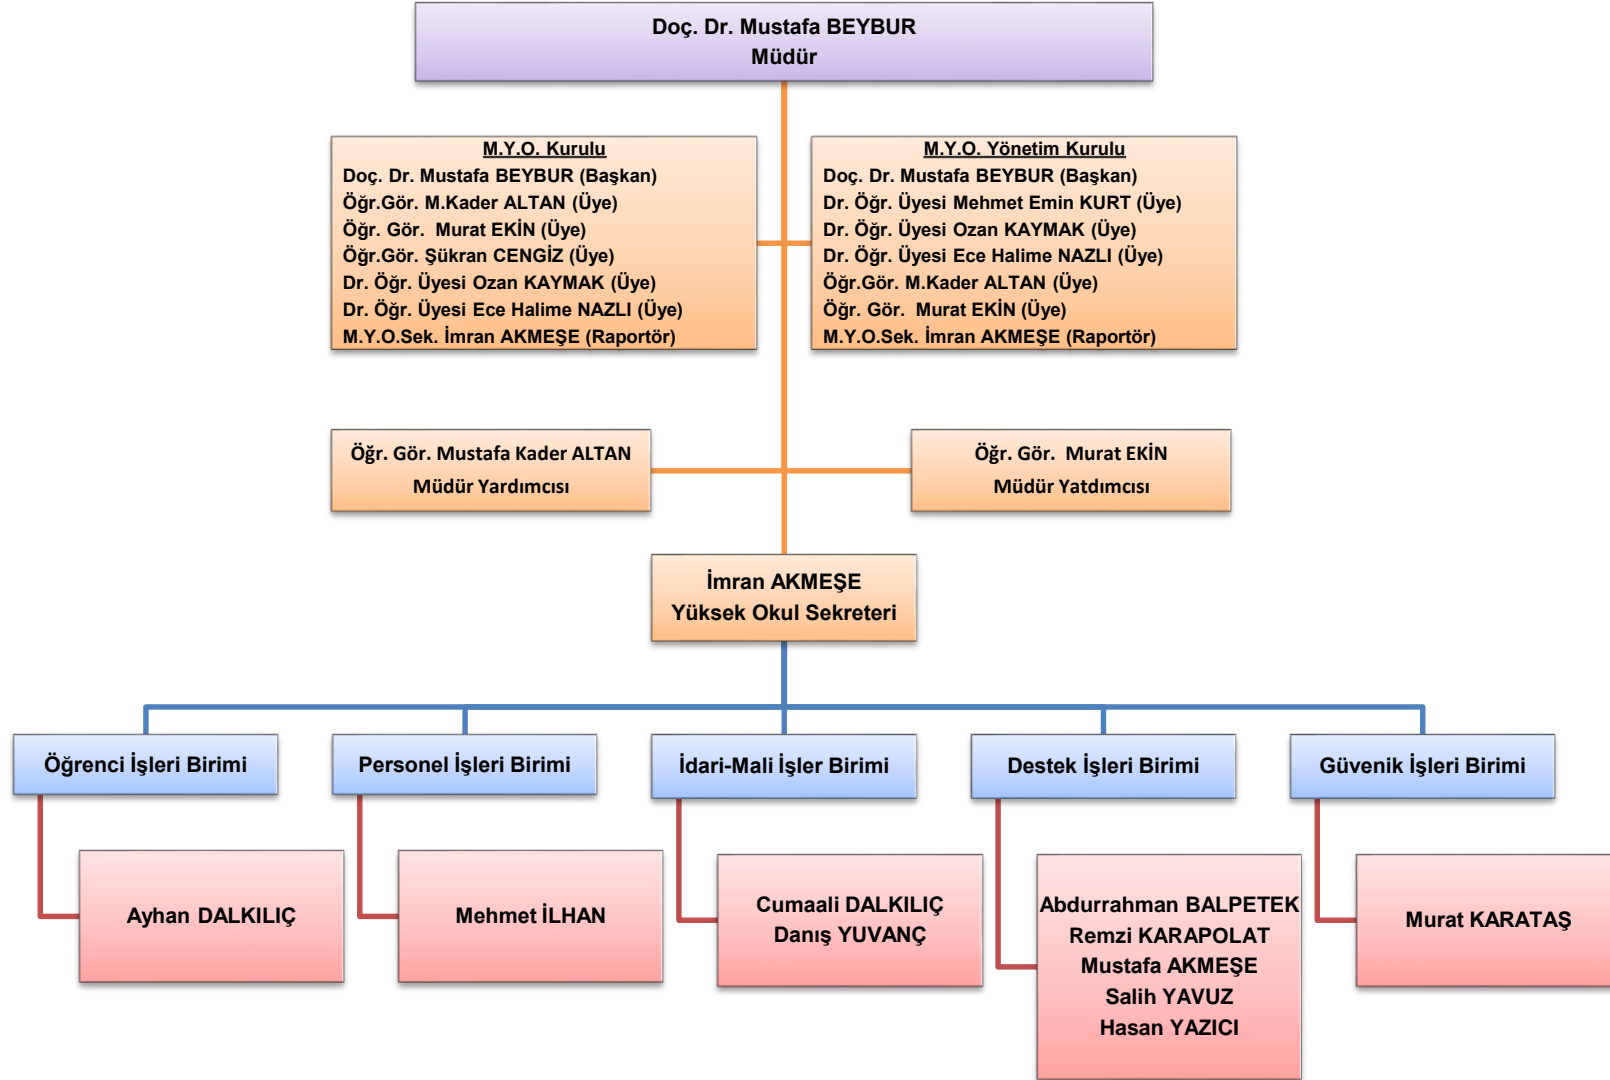 Doç. Dr. Mustafa BEYBUR
Müdür
M.Y.O. Kurulu
Doç. Dr. Mustafa BEYBUR (Başkan)
Öğr.Gör. M.Kader ALTAN (Üye)
Öğr. Gör.  Murat EKİN (Üye)
Öğr.Gör. Şükran CENGİZ (Üye)
Dr. Öğr. Üyesi Ozan KAYMAK (Üye)
Dr. Öğr. Üyesi Ece Halime NAZLI (Üye)
M.Y.O.Sek. İmran AKMEŞE (Raportör)
M.Y.O. Yönetim Kurulu
Doç. Dr. Mustafa BEYBUR (Başkan)
Dr. Öğr. Üyesi Mehmet Emin KURT (Üye)
Dr. Öğr. Üyesi Ozan KAYMAK (Üye)
Dr. Öğr. Üyesi Ece Halime NAZLI (Üye)
Öğr.Gör. M.Kader ALTAN (Üye)
Öğr. Gör.  Murat EKİN (Üye)
M.Y.O.Sek. İmran AKMEŞE (Raportör)
Öğr. Gör. Mustafa Kader ALTAN
Müdür Yardımcısı
Öğr. Gör.  Murat EKİN
Müdür Yatdımcısı
İmran AKMEŞE
Yüksek Okul Sekreteri
Öğrenci İşleri Birimi
Personel İşleri Birimi
İdari-Mali İşler Birimi
Destek İşleri Birimi
Güvenik İşleri Birimi
Ayhan DALKILIÇ
Mehmet İLHAN
Cumaali DALKILIÇ
Danış YUVANÇ
Abdurrahman BALPETEK
Remzi KARAPOLAT
Mustafa AKMEŞE
Salih YAVUZ
Hasan YAZICI
Murat KARATAŞ